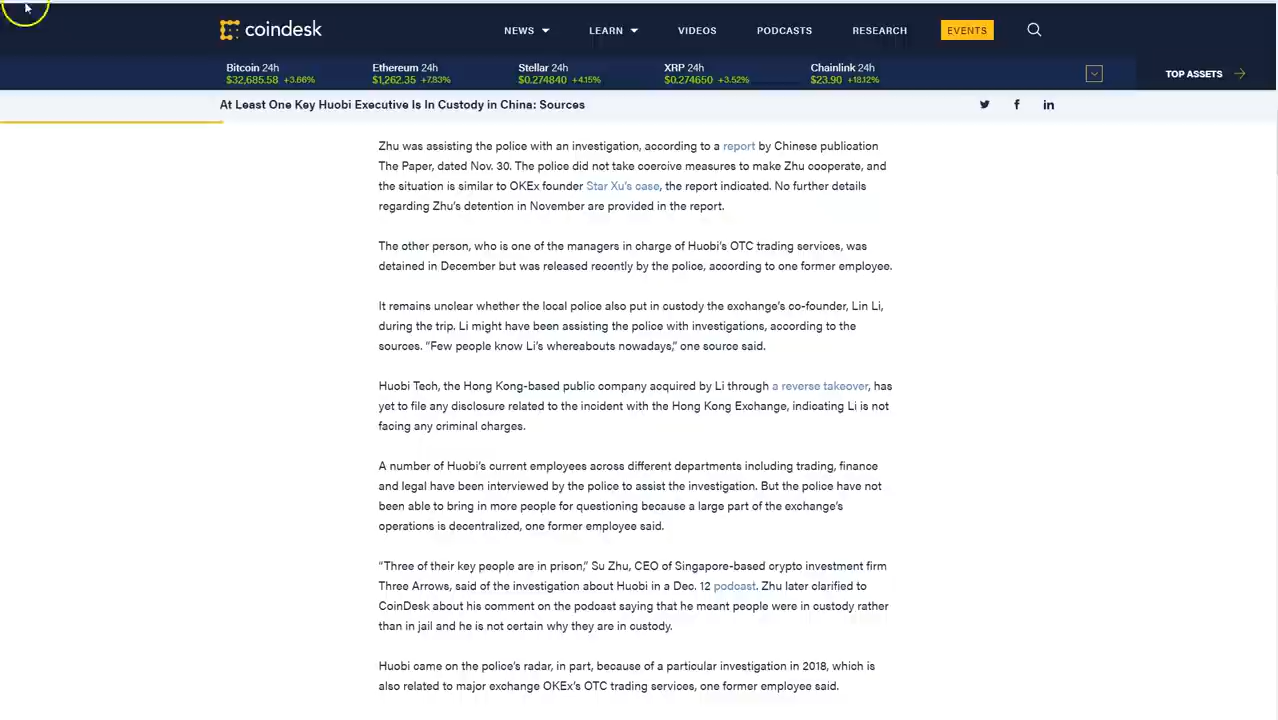 coindesk
NEWS LEARN VIDEOS PODCASTS RESEARCH EVENTS
Bitcoin 24h Ethereum 24h Stellar 24h XRP 24h Chainlink 24h
$32,685.58 +3.66% $1,262.35 +7.83% $0.274840 +4.15% $0.274650 +3.52% $23.90 +18.12%
TOP ASSETS
At Least One Key Huobi Executive Is In Custody in China: Sources
Zhu was assisting the police with an investigation, according to a report by Chinese publication
The Paper, dated Nov. 30. The police did not take coercive measures to make Zhu cooperate, and
the situation is similar to OKEx founder Star Xu's case, the report indicated. No further details
regarding Zhu's detention in November are provided in the report.
The other person, who is one of the managers in charge of Huobi's OTC trading services, was
detained in December but was released recently by the police, according to one former employee.
It remains unclear whether the local police also put in custody the exchange's co-founder, Lin Li,
during the trip. Li might have been assisting the police with investigations, according to the
sources. “Few people know Li's whereabouts nowadays,” one source said.
Huobi Tech, the Hong Kong-based public company acquired by Li through a reverse takeover, has
yet to file any disclosure related to the incident with the Hong Kong Exchange, indicating Li is not
facing any criminal charges.
A number of Huobi's current employees across different departments including trading, finance
and legal have been interviewed by the police to assist the investigation. But the police have not
been able to bring in more people for questioning because a large part of the exchange's
operations is decentralized, one former employee said.
“Three of their key people are in prison,” Su Zhu, CEO of Singapore-based crypto investment firm
Three Arrows, said of the investigation about Huobi in a Dec. 12 podcast. Zhu later clarified to
CoinDesk about his comment on the podcast saying that he meant people were in custody rather
than in jail and he is not certain why they are in custody.
Huobi came on the police's radar, in part, because of a particular investigation in 2018, which is
also related to major exchange OKEx's OTC trading services, one former employee said.